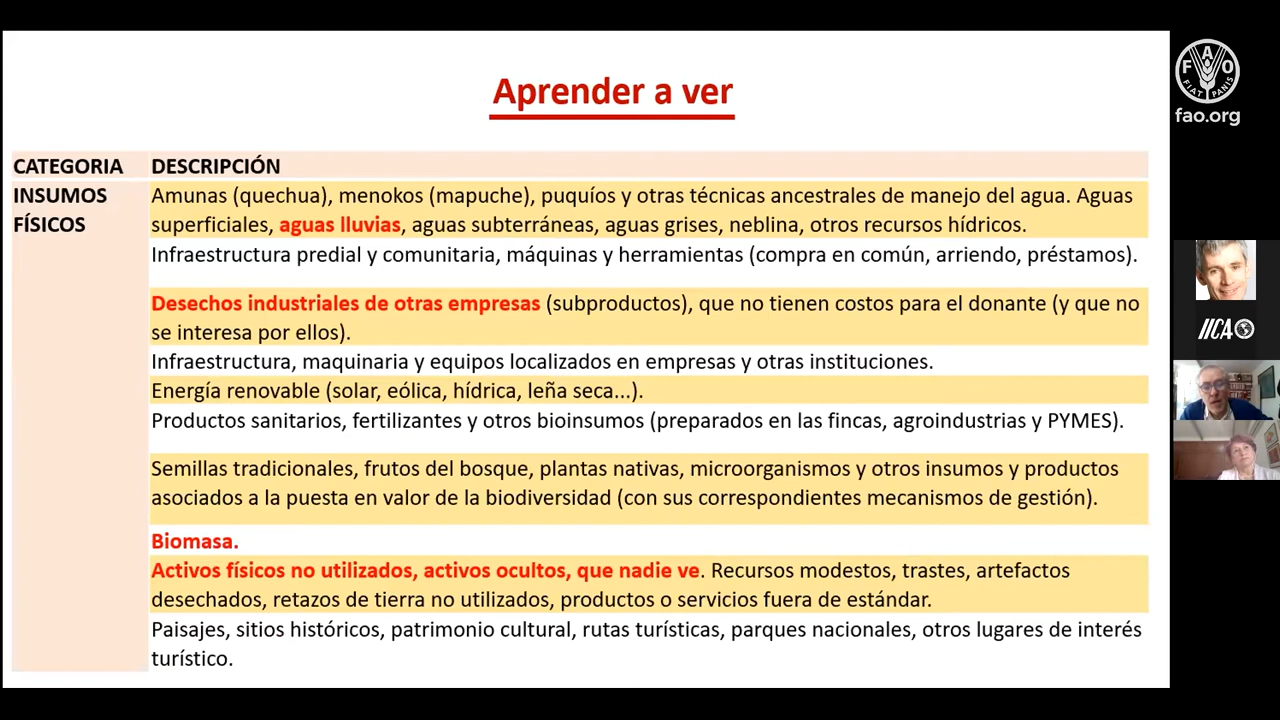 Aprender a ver
CATEGORIA DESCRIPCIÓN
INSUMOS FÍSICOS
Amunas (quechua), menokos (mapuche), puquíos y otras técnicas ancestrales de manejo del agua. Aguas
superficiales, aguas lluvias, aguas subterráneas, aguas grises, neblina, otros recursos hídricos.
Infraestructura predial y comunitaria, máquinas y herramientas (compra en común, arriendo, préstamos).
Desechos industriales de otras empresas (subproductos), que no tienen costos para el donante (y que no
se interesa por ellos).
Infraestructura, maquinaria y equipos localizados en empresas y otras instituciones.
Energía renovable (solar, eólica, hídrica, leña seca...).
Productos sanitarios, fertilizantes y otros bioinsumos (preparados en las fincas, agroindustrias y PYMES).
Semillas tradicionales, frutos del bosque, plantas nativas, microorganismos y otros insumos y productos
asociados a la puesta en valor de la biodiversidad (con sus correspondientes mecanismos de gestión).
Biomasa.
Activos físicos no utilizados, activos ocultos, que nadie ve. Recursos modestos, trastes, artefactos
desechados, retazos de tierra no utilizados, productos o servicios fuera de estándar.
Paisajes, sitios históricos, patrimonio cultural, rutas turísticas, parques nacionales, otros lugares de interés
turístico.
FAO
FIAT PANIS
fao.org
IICA